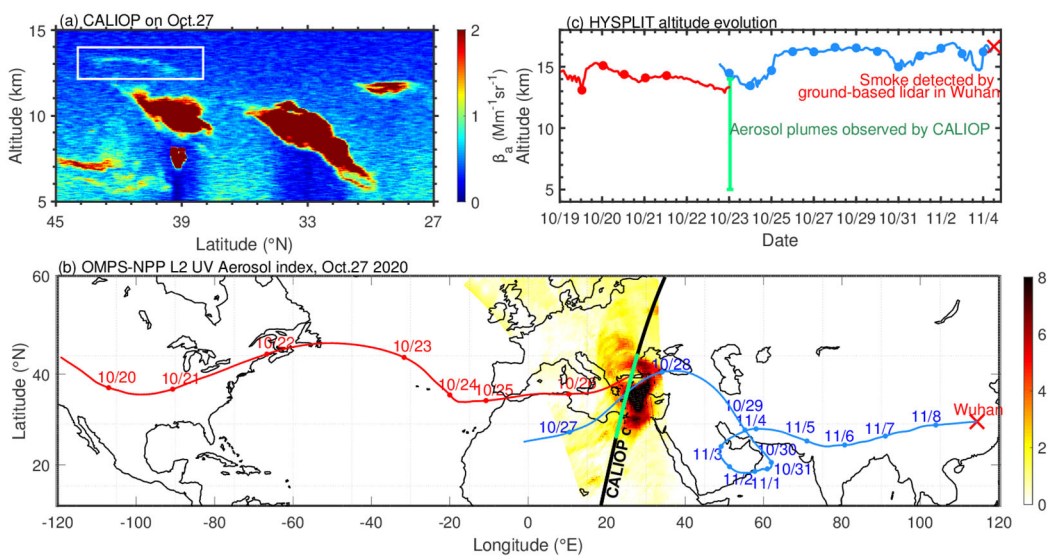 (a) CALIOP on Oct.27
15
10
5
Altitude (km)
45
39
33
27
Latitude (°N)
2
1
0
βa (Mm-1sr-1)
(c) HYSPLIT altitude evolution
15
10
5
Altitude (km)
Smoke detected by
ground-based lidar in Wuhan
Aerosol plumes observed by CALIOP
10/19 10/20 10/21 10/22 10/23 10/25 10/27 10/29 10/31 11/2 11/4
Date
(b) OMPS-NPP L2 UV Aerosol index, Oct.27 2020
60
40
20
Latitude (°N)
10/20
10/21
10/22
10/23
10/24
10/25
10/27
10/28
10/29
10/30
10/31
11/1
11/2
11/3
11/4
11/5
11/6
11/7
11/8
Wuhan
CALIOP
-120 -100 -80 -60 -40 -20 0 20 40 60 80 100 120
Longitude (°E)
8
6
4
2
0